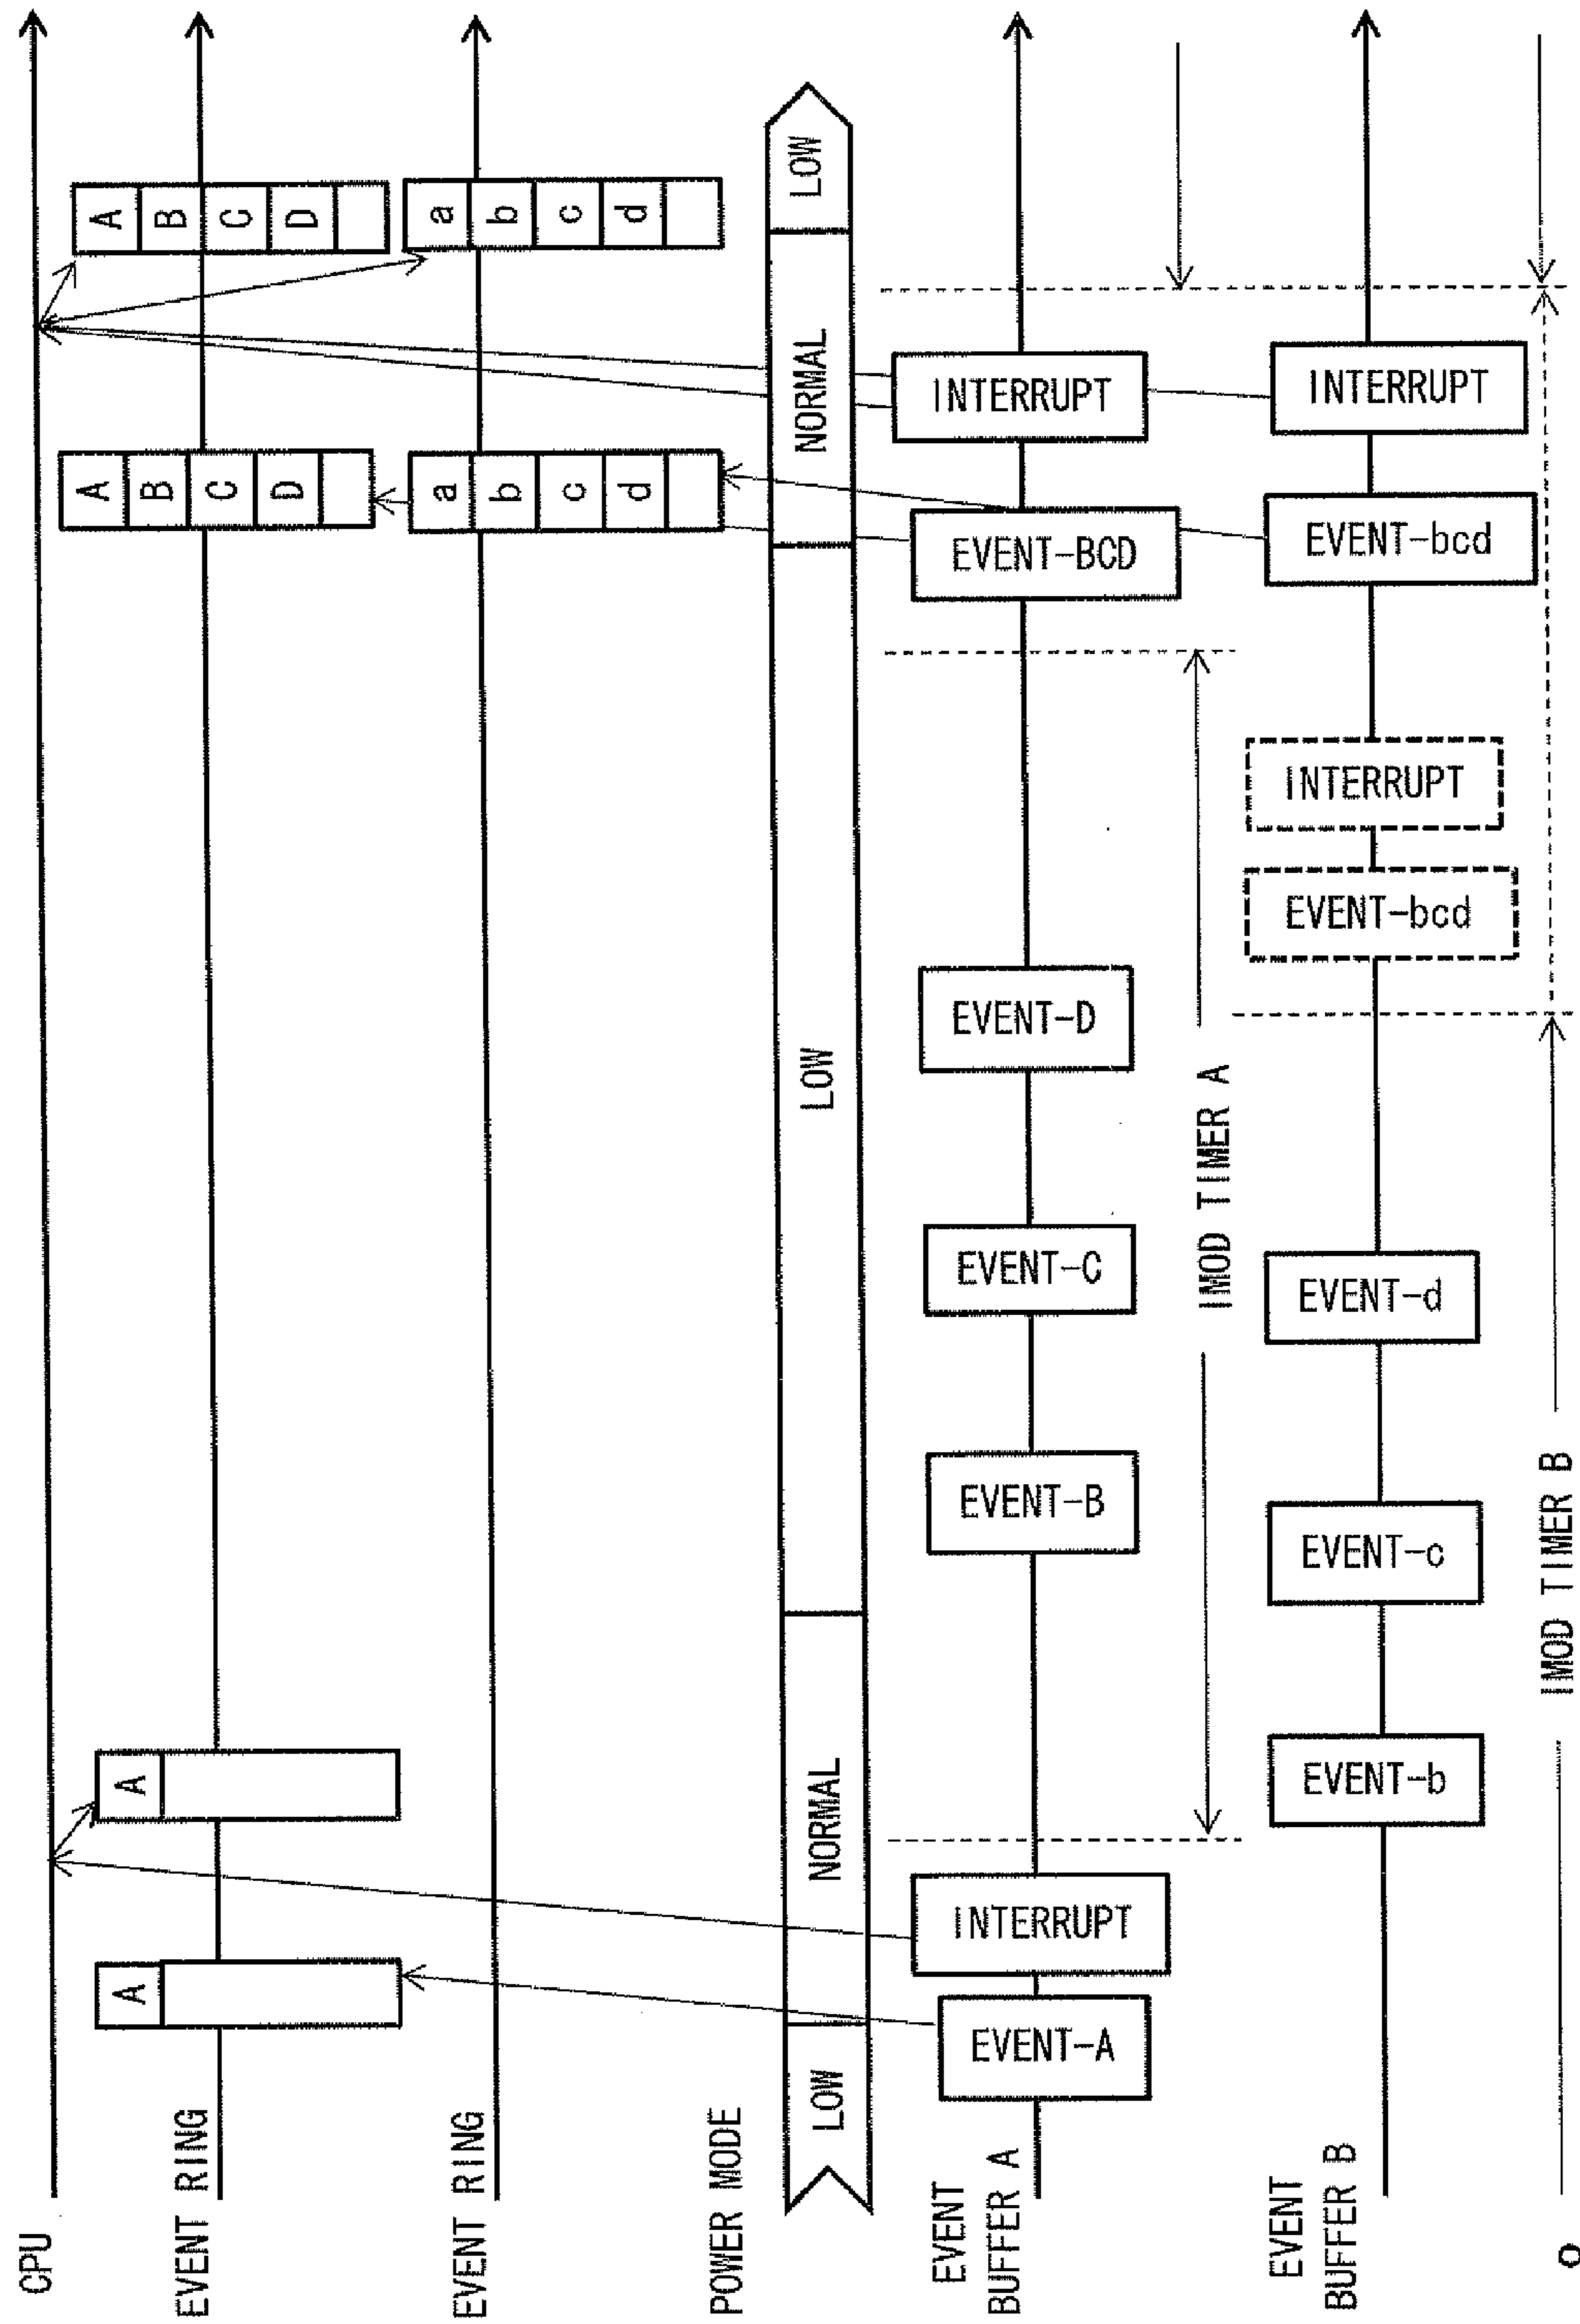 CPU
EVENT RING
A
A
A
B
C
D
A
B
C
D
EVENT RING
a
b
c
d
a
b
c
d
POWER MODE
LOW
NORMAL
LOW
NORMAL
LOW
EVENT
BUFFER A
EVENT-A
INTERRUPT
EVENT-B
EVENT-C
EVENT-D
EVENT-BCD
INTERRUPT
IMOD TIMER A
EVENT
BUFFER B
EVENT-b
EVENT-c
EVENT-d
EVENT-bcd
INTERRUPT
EVENT-bcd
INTERRUPT
IMOD TIMER B